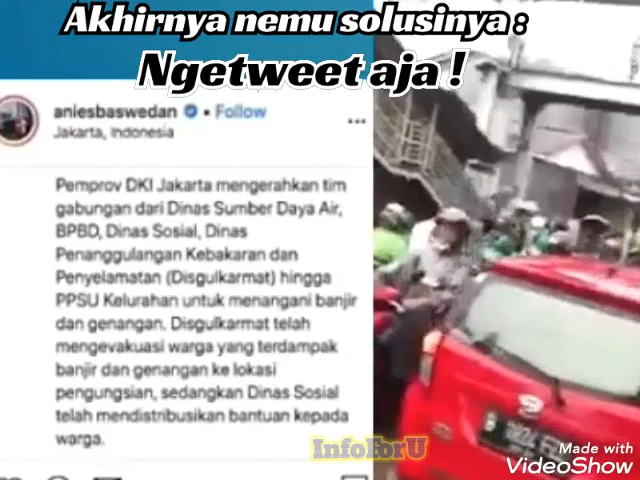 Akhirnya nemu solusinya :
Ngetweet aja !
aniesbaswedan • Follow
Jakarta, Indonesia
Pemprov DKI Jakarta mengerahkan tim
gabungan dari Dinas Sumber Daya Air,
BPBD, Dinas Sosial, Dinas
Penanggulangan Kebakaran dan
Penyelamatan (Disgulkarmat) hingga
PPSU Kelurahan untuk menangani banjir
dan genangan. Disgulkarmat telah
mengevakuasi warga yang terdampak
banjir dan genangan ke lokasi
pengungsian, sedangkan Dinas Sosial
telah mendistribusikan bantuan kepada
warga.
InfoForU
Made with
VideoShow